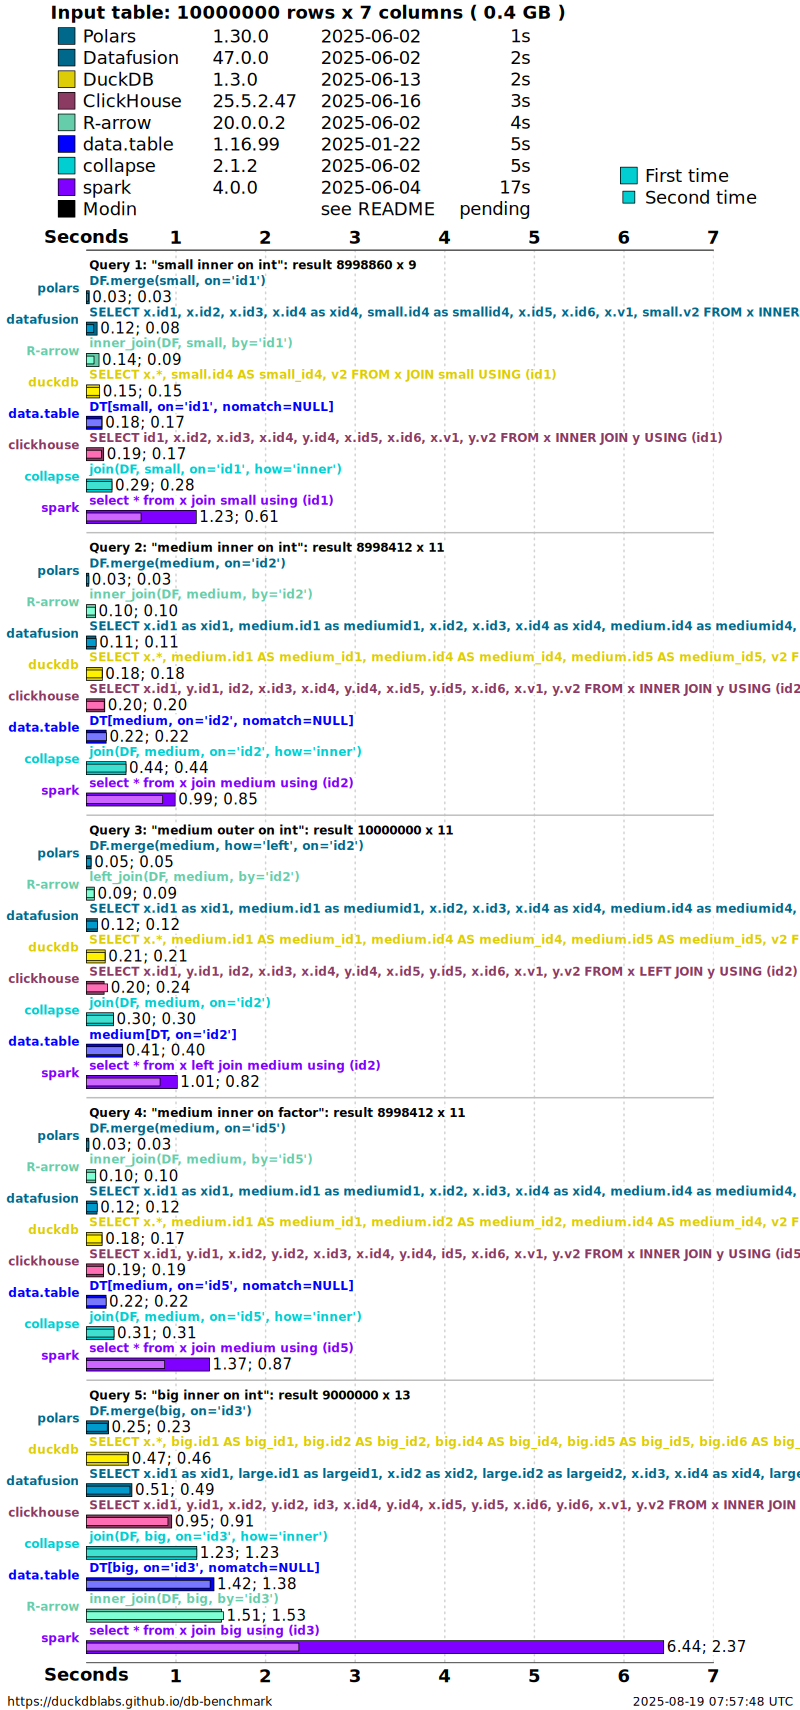 Input table: 10000000 rows x 7 columns ( 0.4 GB )
Polars 1.30.0 2025-06-02 1s
Datafusion 47.0.0 2025-06-02 2s
DuckDB 1.3.0 2025-06-13 2s
ClickHouse 25.5.2.47 2025-06-16 3s
R-arrow 20.0.0.2 2025-06-02 4s
data.table 1.16.99 2025-01-22 5s
collapse 2.1.2 2025-06-02 5s
spark 4.0.0 2025-06-04 17s
Modin see README pending
First time
Second time
Seconds 1 2 3 4 5 6 7
Query 1: "small inner on int": result 8998860 x 9
DF.merge(small, on='id1')
polars 0.03; 0.03
SELECT x.id1, x.id2, x.id3, x.id4 as xid4, small.id4 as smallid4, x.id5, x.id6, x.v1, small.v2 FROM x INNER
datafusion 0.12; 0.08
inner_join(DF, small, by='id1')
R-arrow 0.14; 0.09
SELECT x.*, small.id4 AS small_id4, v2 FROM x JOIN small USING (id1)
duckdb 0.15; 0.15
DT[small, on='id1', nomatch=NULL]
data.table 0.18; 0.17
SELECT id1, x.id2, x.id3, x.id4, y.id4, x.id5, x.id6, x.v1, y.v2 FROM x INNER JOIN y USING (id1)
clickhouse 0.19; 0.17
join(DF, small, on='id1', how='inner')
collapse 0.29; 0.28
select * from x join small using (id1)
spark 1.23; 0.61
Query 2: "medium inner on int": result 8998412 x 11
DF.merge(medium, on='id2')
polars 0.03; 0.03
inner_join(DF, medium, by='id2')
R-arrow 0.10; 0.10
SELECT x.id1 as xid1, medium.id1 as mediumid1, x.id2, x.id3, x.id4 as xid4, medium.id4 as mediumid4,
datafusion 0.11; 0.11
SELECT x.*, medium.id1 AS medium_id1, medium.id4 AS medium_id4, medium.id5 AS medium_id5, v2 F
duckdb 0.18; 0.18
SELECT x.id1, y.id1, id2, x.id3, x.id4, y.id4, x.id5, y.id5, x.id6, x.v1, y.v2 FROM x INNER JOIN y USING (id2
clickhouse 0.20; 0.20
DT[medium, on='id2', nomatch=NULL]
data.table 0.22; 0.22
join(DF, medium, on='id2', how='inner')
collapse 0.44; 0.44
select * from x join medium using (id2)
spark 0.99; 0.85
Query 3: "medium outer on int": result 10000000 x 11
DF.merge(medium, how='left', on='id2')
polars 0.05; 0.05
left_join(DF, medium, by='id2')
R-arrow 0.09; 0.09
SELECT x.id1 as xid1, medium.id1 as mediumid1, x.id2, x.id3, x.id4 as xid4, medium.id4 as mediumid4,
datafusion 0.12; 0.12
SELECT x.*, medium.id1 AS medium_id1, medium.id4 AS medium_id4, medium.id5 AS medium_id5, v2 F
duckdb 0.21; 0.21
SELECT x.id1, y.id1, id2, x.id3, x.id4, y.id4, x.id5, y.id5, x.id6, x.v1, y.v2 FROM x LEFT JOIN y USING (id2)
clickhouse 0.20; 0.24
join(DF, medium, on='id2')
collapse 0.30; 0.30
medium[DT, on='id2']
data.table 0.41; 0.40
select * from x left join medium using (id2)
spark 1.01; 0.82
Query 4: "medium inner on factor": result 8998412 x 11
DF.merge(medium, on='id5')
polars 0.03; 0.03
inner_join(DF, medium, by='id5')
R-arrow 0.10; 0.10
SELECT x.id1 as xid1, medium.id1 as mediumid1, x.id2, x.id3, x.id4 as xid4, medium.id4 as mediumid4,
datafusion 0.12; 0.12
SELECT x.*, medium.id1 AS medium_id1, medium.id2 AS medium_id2, medium.id4 AS medium_id4, v2 F
duckdb 0.18; 0.17
SELECT x.id1, y.id1, x.id2, y.id2, x.id3, x.id4, y.id4, id5, x.id6, x.v1, y.v2 FROM x INNER JOIN y USING (id5
clickhouse 0.19; 0.19
DT[medium, on='id5', nomatch=NULL]
data.table 0.22; 0.22
join(DF, medium, on='id5', how='inner')
collapse 0.31; 0.31
select * from x join medium using (id5)
spark 1.37; 0.87
Query 5: "big inner on int": result 9000000 x 13
DF.merge(big, on='id3')
polars 0.25; 0.23
SELECT x.*, big.id1 AS big_id1, big.id2 AS big_id2, big.id4 AS big_id4, big.id5 AS big_id5, big.id6 AS big_
duckdb 0.47; 0.46
SELECT x.id1 as xid1, large.id1 as largeid1, x.id2 as xid2, large.id2 as largeid2, x.id3, x.id4 as xid4, large
datafusion 0.51; 0.49
SELECT x.id1, y.id1, x.id2, y.id2, id3, x.id4, y.id4, x.id5, y.id5, x.id6, y.id6, x.v1, y.v2 FROM x INNER JOIN
clickhouse 0.95; 0.91
join(DF, big, on='id3', how='inner')
collapse 1.23; 1.23
DT[big, on='id3', nomatch=NULL]
data.table 1.42; 1.38
inner_join(DF, big, by='id3')
R-arrow 1.51; 1.53
select * from x join big using (id3)
spark 6.44; 2.37
Seconds 1 2 3 4 5 6 7
https://duckdblabs.github.io/db-benchmark 2025-08-19 07:57:48 UTC